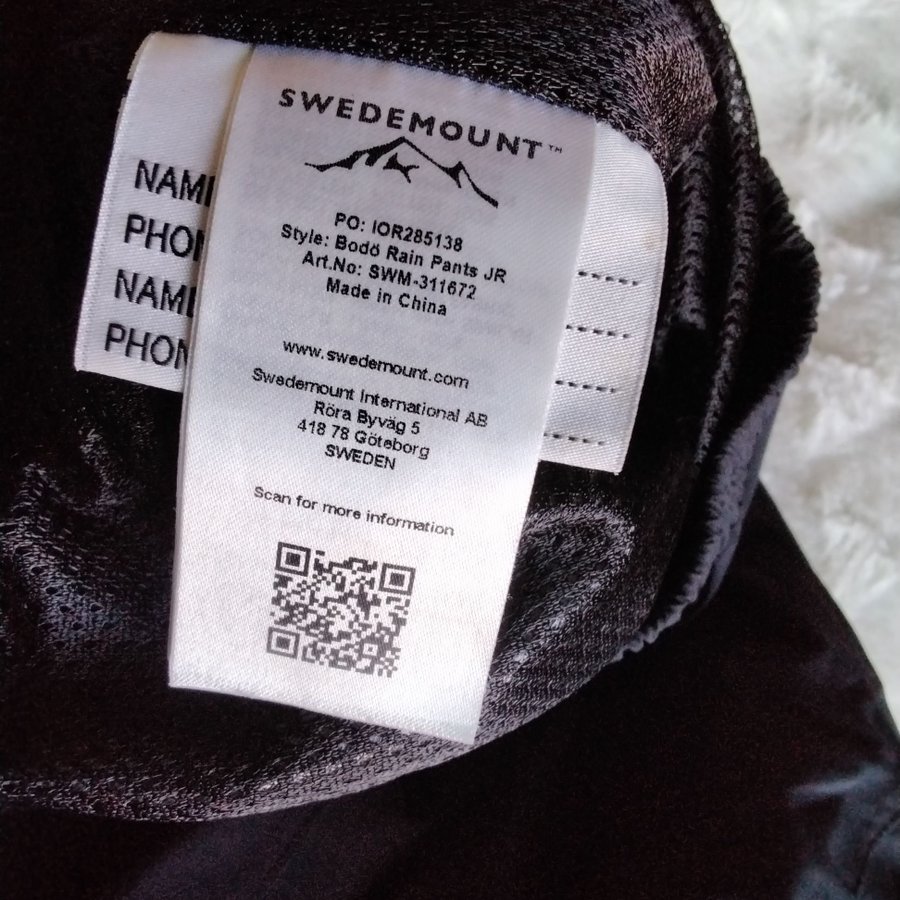 SWEDEMOUNT™
PO: IOR285138
Style: Bodö Rain Pants JR
Art.No: SWM-311672
Made in China
www.swedemount.com
Swedemount International AB
Röra Byväg 5
418 78 Göteborg
SWEDEN
Scan for more information
NAM
PHON
NAM
PHON